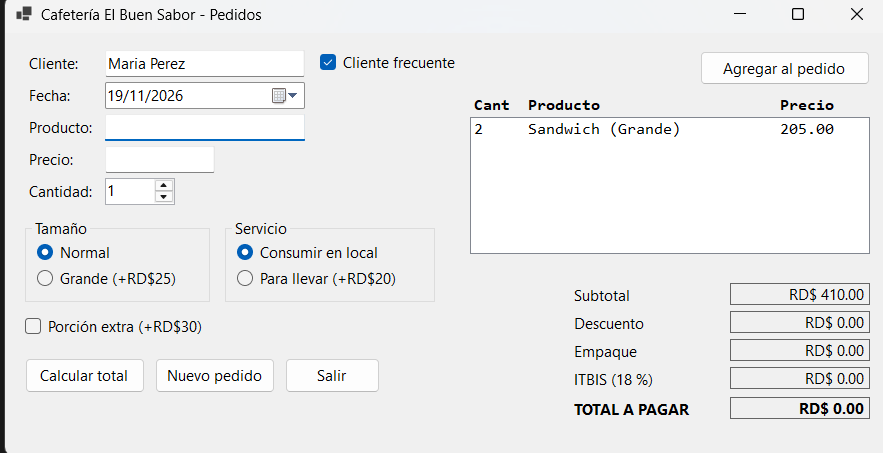 Cafetería El Buen Sabor - Pedidos
Cliente: Maria Perez
Cliente frecuente
Agregar al pedido
Fecha: 19/11/2026
Producto:
Precio:
Cantidad: 1
Cant Producto Precio
2 Sandwich (Grande) 205.00
Tamaño
Normal
Grande (+RD$25)
Servicio
Consumir en local
Para llevar (+RD$20)
Porción extra (+RD$30)
Calcular total
Nuevo pedido
Salir
Subtotal RD$ 410.00
Descuento RD$ 0.00
Empaque RD$ 0.00
ITBIS (18 %) RD$ 0.00
TOTAL A PAGAR RD$ 0.00